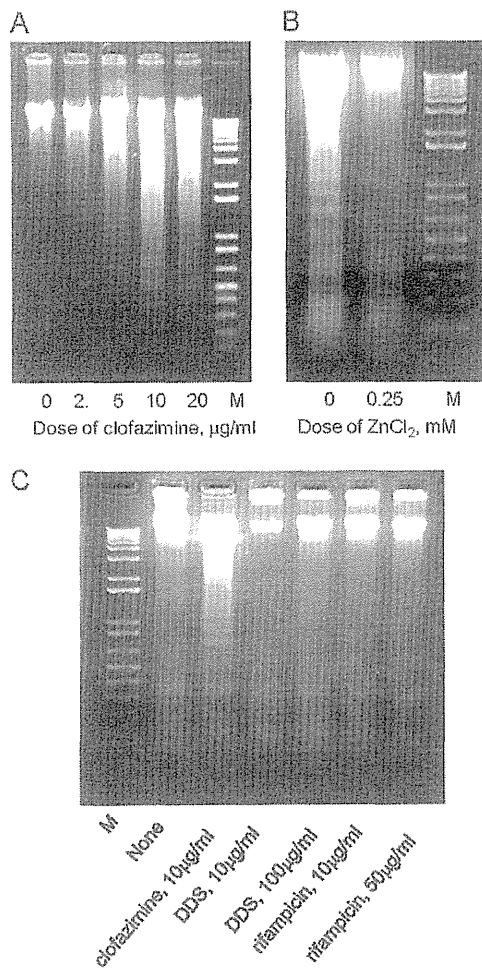 A
0 2. 5 10 20 M
Dose of clofazimine, μg/ml
B
0 0.25 M
Dose of ZnCl₂, mM
C
M
None
clofazimine, 10μg/ml
DDS, 10μg/ml
DDS, 100μg/ml
rifampicin, 10μg/ml
rifampicin, 50μg/ml